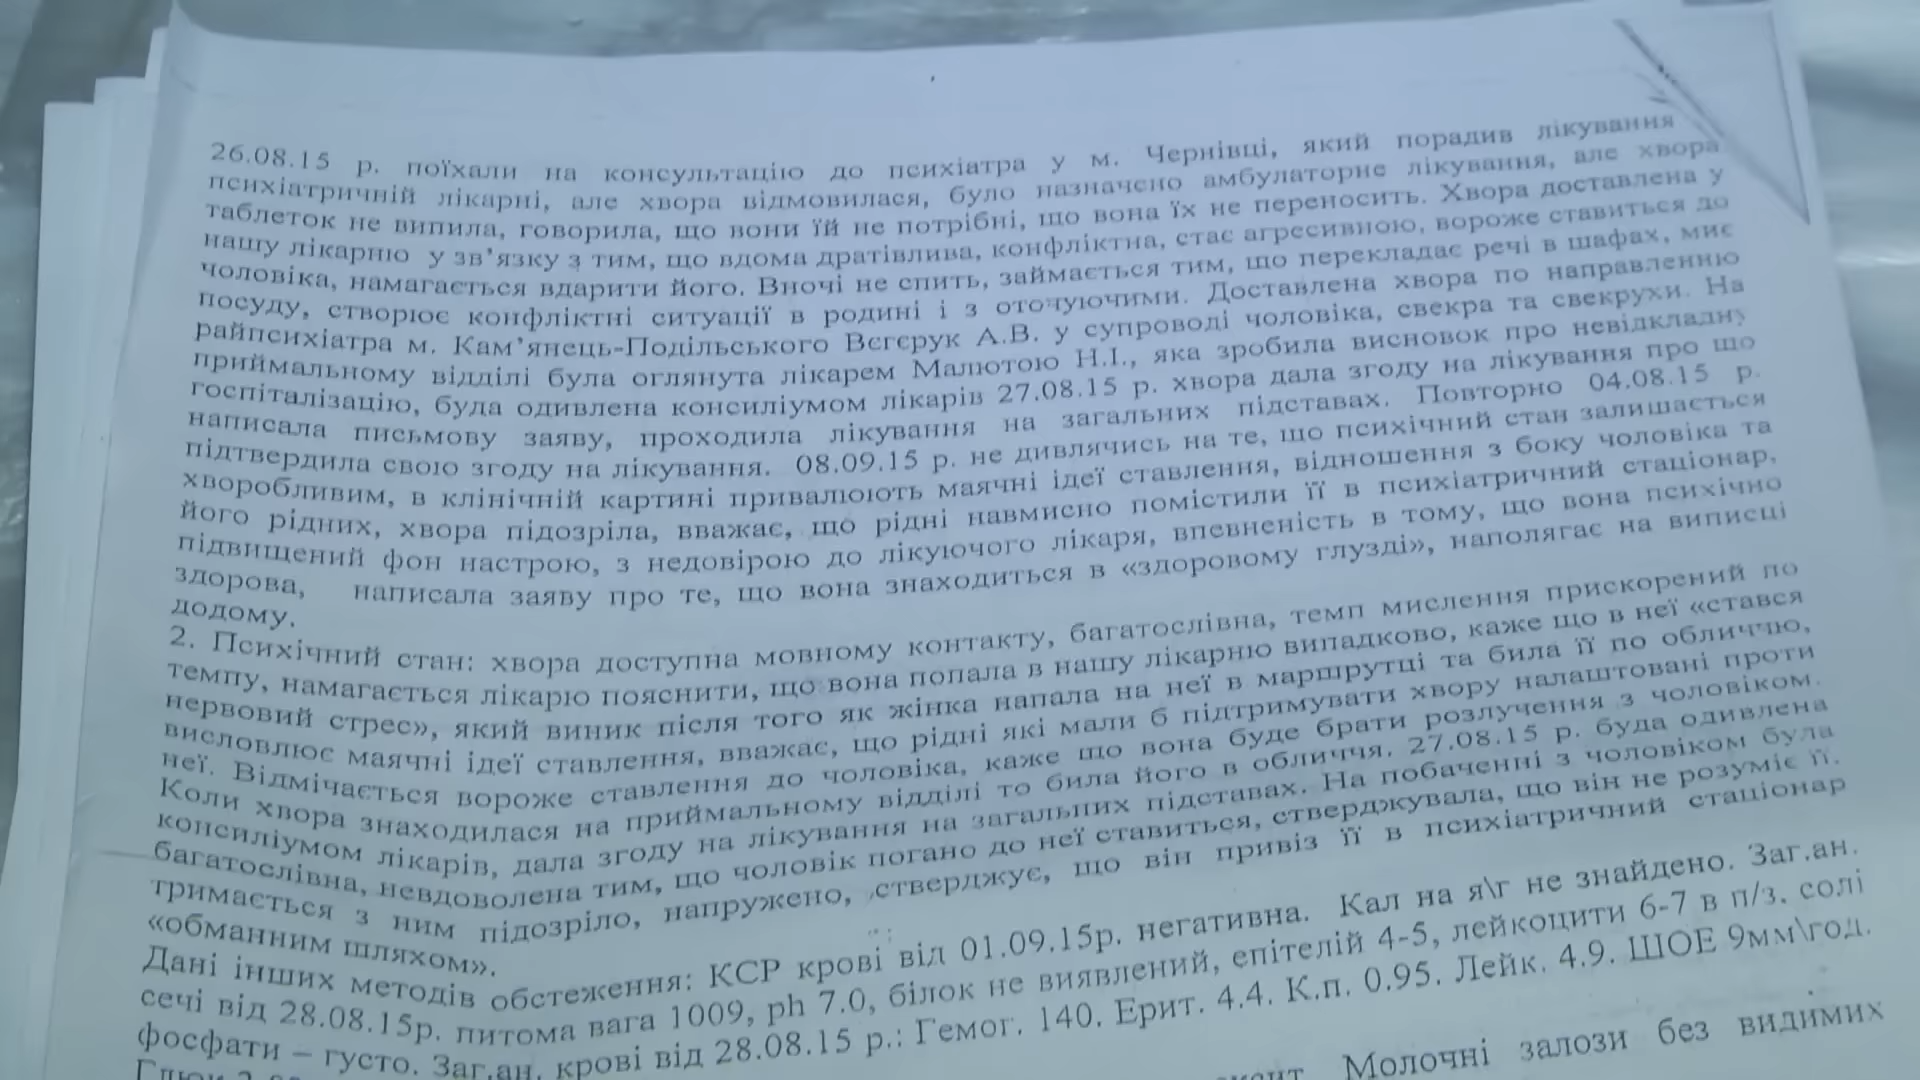 26.08.15 р. поїхали на консультацію до психіатра у м. Чернівці, який порадив лікування
психіатричній лікарні, але хвора відмовилася, було назначено амбулаторне лікування, але хвора
таблеток не випила, говорила, що вони їй не потрібні, що вона їх не переносить. Хвора доставлена у
нашу лікарню у зв’язку з тим, що вдома дратівлива, конфліктна, стає агресивною, вороже ставиться до
чоловіка, намагається вдарити його. Вночі не спить, займається тим, що перекладає речі в шафах, миє
посуду, створює конфліктні ситуації в родині і з оточуючими. Доставлена хвора по направленню
райпсихіатра м. Кам’янець-Подільського Вєгєрук А.В. у супроводі чоловіка, свекра та свекрухи. На
приймальному відділі була оглянута лікарем Малютою Н.І., яка зробила висновок про невідкладну
госпіталізацію, буда одивлена консиліумом лікарів 27.08.15 р. хвора дала згоду на лікування про що
написала письмову заяву, проходила лікування на загальних підставах. Повторно 04.08.15 р.
підтвердила свою згоду на лікування. 08.09.15 р. не дивлячись на те, що психічний стан залишається
хворобливим, в клінічній картині привалюють маячні ідеї ставлення, відношення з боку чоловіка та
його рідних, хвора підозріла, вважає, що рідні навмисно помістили її в психіатричний стаціонар,
підвищений фон настрою, з недовірою до лікуючого лікаря, впевненість в тому, що вона психічно
здорова, написала заяву про те, що вона знаходиться в «здоровому глузді», наполягає на виписці
додому.
2. Психічний стан: хвора доступна мовному контакту, багатослівна, темп мислення прискорений по
темпу, намагається лікарю пояснити, що вона попала в нашу лікарню випадково, каже що в неї «стався
нервовий стрес», який виник після того як жінка напала на неї в маршрутці та била її по обличчю,
висловлює маячні ідеї ставлення, вважає, що рідні які мали б підтримувати хвору налаштовані проти
неї. Відмічається вороже ставлення до чоловіка, каже що вона буде брати розлучення з чоловіком.
Коли хвора знаходилася на приймальному відділі то била його в обличчя. 27.08.15 р. буда одивлена
консиліумом лікарів, дала згоду на лікування на загальних підставах. На побаченні з чоловіком була
багатослівна, невдоволена тим, що чоловік погано до неї ставиться, стверджувала, що він не розуміє її.
тримається з ним підозріло, напружено, стверджує, що він привіз її в психіатричний стаціонар
«обманним шляхом».
Дані інших методів обстеження: КСР крові від 01.09.15р. негативна. Кал на я\г не знайдено. Заг.ан.
сечі від 28.08.15р. питома вага 1009, ph 7.0, білок не виявлений, епітелій 4-5, лейкоцити 6-7 в п/з, солі
фосфати – густо. Заг.ан. крові від 28.08.15 р.: Гемог. 140. Ерит. 4.4. К.п. 0.95. Лейк. 4.9. ШОЕ 9мм\год.
Молочні залози без видимих